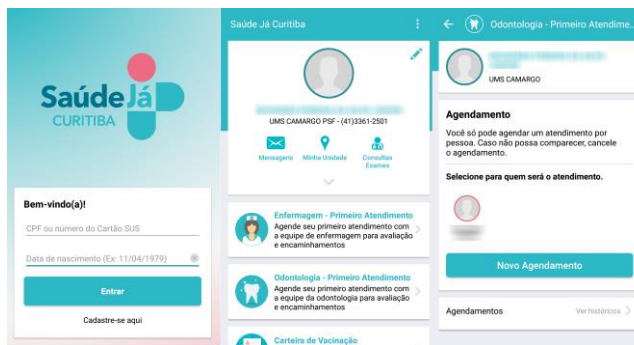 SaúdeJá
CURITIBA
Bem-vindo(a)!
CPF ou número do Cartão SUS
Data de nascimento (Ex: 11/04/1979)
Entrar
Cadastre-se aqui
Saúde Já Curitiba
UMS CAMARGO PSF - (41)3361-2501
Mensagens
Minha Unidade
Consultas
Exames
Enfermagem - Primeiro Atendimento
Agende seu primeiro atendimento com
a equipe de enfermagem para avaliação
e encaminhamentos
Odontologia - Primeiro Atendimento
Agende seu primeiro atendimento com
a equipe da odontologia para avaliação
e encaminhamentos
Carteira de Vacinação
Odontologia - Primeiro Atendime...
UMS CAMARGO
Agendamento
Você só pode agendar um atendimento por
pessoa. Caso não possa comparecer, cancele
o agendamento.
Selecione para quem será o atendimento.
Novo Agendamento
Agendamentos
Ver históricos